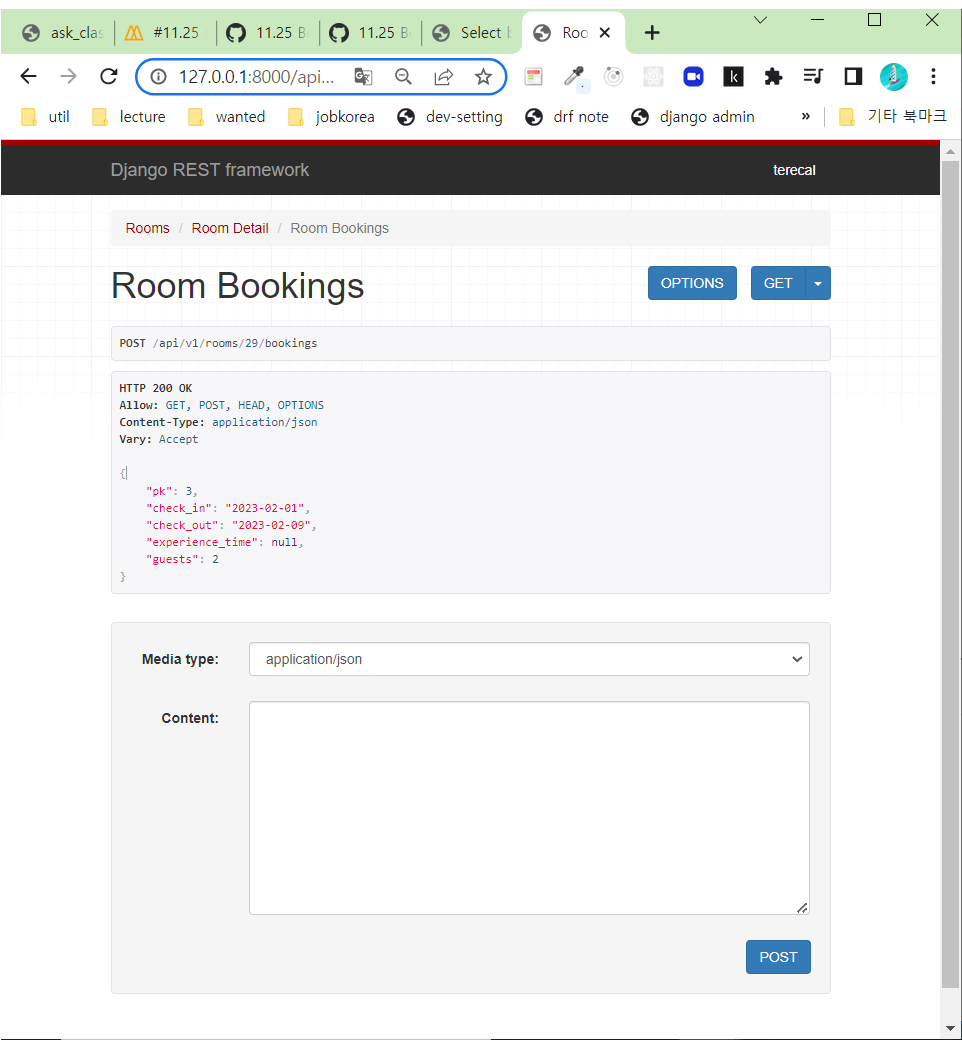 ask_clas
#11.25
11.25 B
11.25 B
Select b
Roo
127.0.0.1:8000/api...
util
lecture
wanted
jobkorea
dev-setting
drf note
django admin
»
기타 북마크
Django REST framework
terecal
Rooms / Room Detail / Room Bookings
Room Bookings
OPTIONS
GET
POST /api/v1/rooms/29/bookings
HTTP 200 OK
Allow: GET, POST, HEAD, OPTIONS
Content-Type: application/json
Vary: Accept
{
"pk": 3,
"check_in": "2023-02-01",
"check_out": "2023-02-09",
"experience_time": null,
"guests": 2
}
Media type:
application/json
Content:
POST